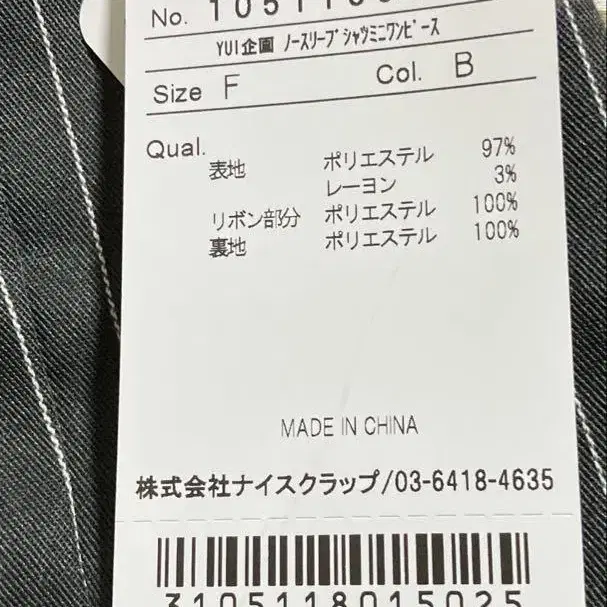 No. 1051180
YUI企画 ﾉｰｽﾘｰﾌﾞｼｬﾂﾐﾆﾜﾝﾋﾟｰｽ
Size F Col. B
Qual.
表地 ポリエステル 97%
レーヨン 3%
リボン部分 ポリエステル 100%
裏地 ポリエステル 100%
MADE IN CHINA
株式会社ナイスクラップ/03-6418-4635
3105118015025